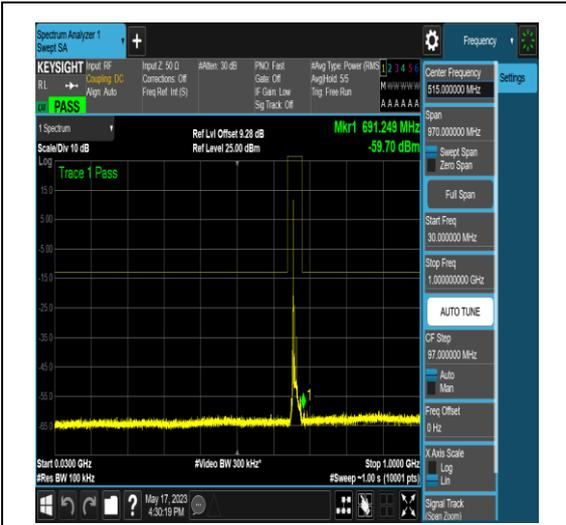 Spectrum Analyzer 1
Swept SA
+
Frequency
KEYSIGHT
RL
Input: RF
Coupling: DC
Align: Auto
Input Z: 50 Ω
Corrections: Off
Freq Ref: Int (S)
#Atten: 30 dB
PNO: Fast
Gate: Off
IF Gain: Low
Sig Track: Off
#Avg Type: Power (RMS
Avg|Hold: 5/5
Trig: Free Run
1 2 3 4 5 6
M W W W W W
A A A A A A
PASS
1 Spectrum
Scale/Div 10 dB
Ref Lvl Offset 9.28 dB
Ref Level 25.00 dBm
Mkr1 691.249 MHz
-59.70 dBm
Log
Trace 1 Pass
15.0
5.00
-5.00
-15.0
-25.0
-35.0
-45.0
-55.0
-65.0
1
Start 0.0300 GHz
#Res BW 100 kHz
#Video BW 300 kHz*
Stop 1.0000 GHz
#Sweep ~1.00 s (10001 pts)
May 17, 2023
4:30:19 PM
?
Center Frequency
515.000000 MHz
Settings
Span
970.000000 MHz
Swept Span
Zero Span
Full Span
Start Freq
30.000000 MHz
Stop Freq
1.000000000 GHz
AUTO TUNE
CF Step
97.000000 MHz
Auto
Man
Freq Offset
0 Hz
X Axis Scale
Log
Lin
Signal Track
(Span Zoom)